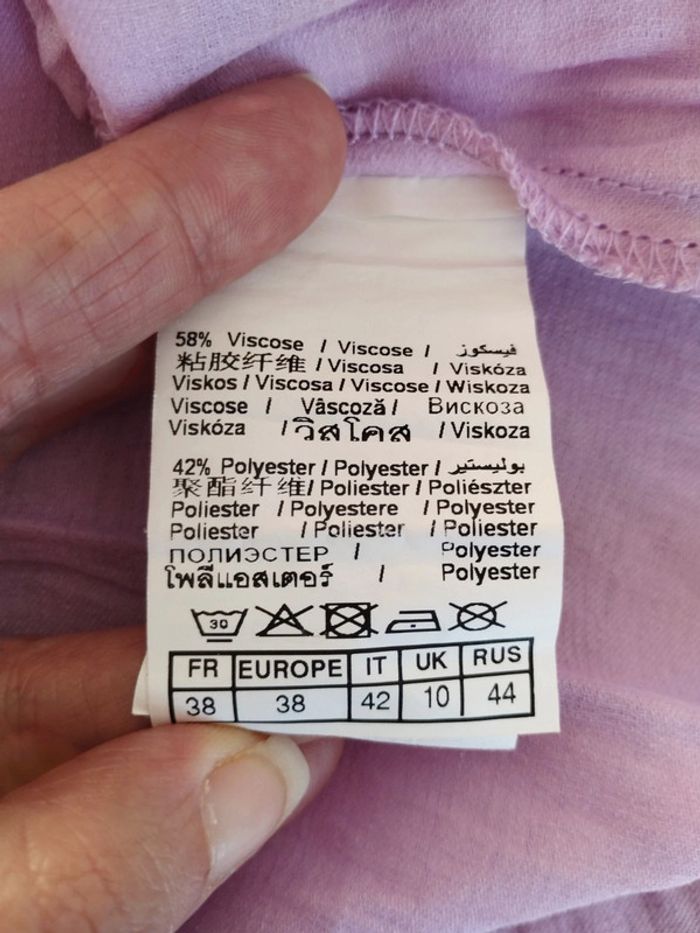 58% Viscose / Viscose / فيسكوز
粘胶纤维 / Viscosa / Viskóza
Viskos / Viscosa / Viscose / Wiskoza
Viscose / Vâscoză / Вискоза
Viskóza / วิสโคส / Viskoza
42% Polyester / Polyester / بوليستير
聚酯纤维 / Poliester / Poliészter
Poliester / Polyestere / Polyester
Poliester / Poliester / Poliester
ПОЛИЭСТЕР / Polyester
โพลีแอสเตอร์ / Polyester
30
FR EUROPE IT UK RUS
38 38 42 10 44